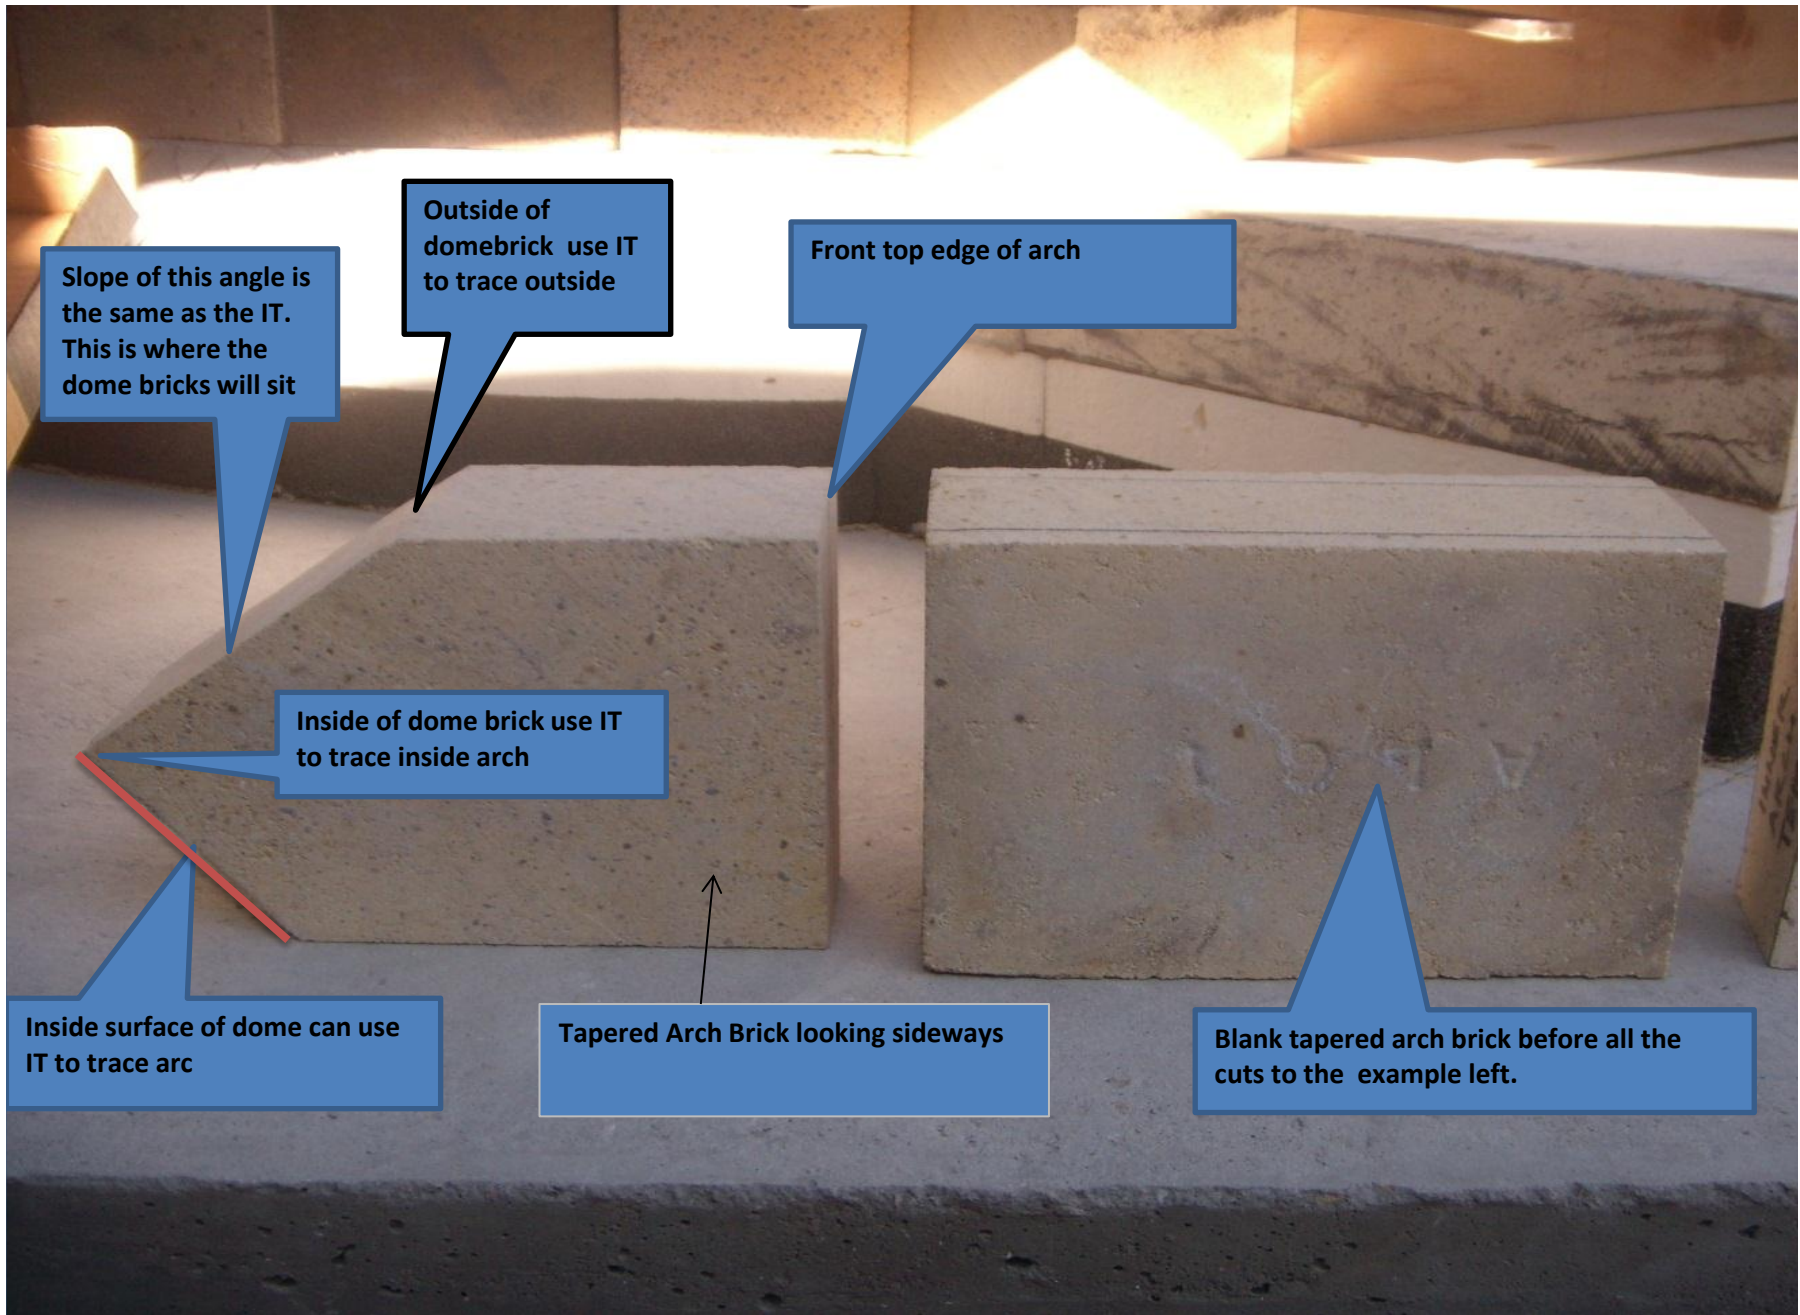 Outside of
domebrick  use IT
to trace outside
Front top edge of arch
Slope of this angle is
the same as the IT.
This is where the
dome bricks will sit
Inside of dome brick use IT
to trace inside arch
Inside surface of dome can use
IT to trace arc
Tapered Arch Brick looking sideways
Blank tapered arch brick before all the
cuts to the  example left.